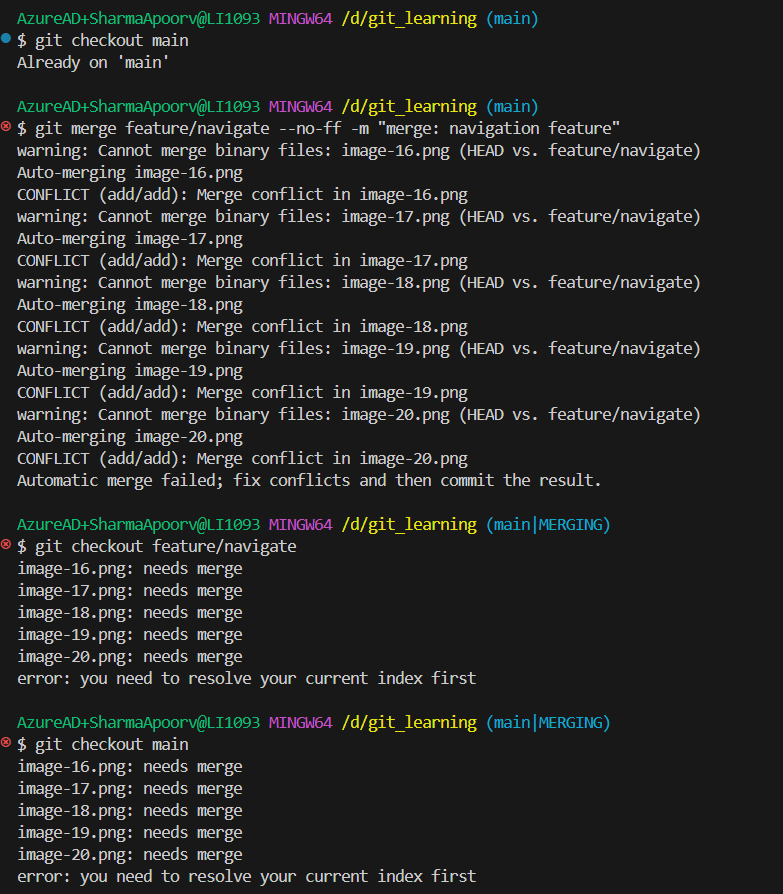 AzureAD+SharmaApoorv@LI1093 MINGW64 /d/git_learning (main)
$ git checkout main
Already on 'main'
AzureAD+SharmaApoorv@LI1093 MINGW64 /d/git_learning (main)
$ git merge feature/navigate --no-ff -m "merge: navigation feature"
warning: Cannot merge binary files: image-16.png (HEAD vs. feature/navigate)
Auto-merging image-16.png
CONFLICT (add/add): Merge conflict in image-16.png
warning: Cannot merge binary files: image-17.png (HEAD vs. feature/navigate)
Auto-merging image-17.png
CONFLICT (add/add): Merge conflict in image-17.png
warning: Cannot merge binary files: image-18.png (HEAD vs. feature/navigate)
Auto-merging image-18.png
CONFLICT (add/add): Merge conflict in image-18.png
warning: Cannot merge binary files: image-19.png (HEAD vs. feature/navigate)
Auto-merging image-19.png
CONFLICT (add/add): Merge conflict in image-19.png
warning: Cannot merge binary files: image-20.png (HEAD vs. feature/navigate)
Auto-merging image-20.png
CONFLICT (add/add): Merge conflict in image-20.png
Automatic merge failed; fix conflicts and then commit the result.
AzureAD+SharmaApoorv@LI1093 MINGW64 /d/git_learning (main|MERGING)
$ git checkout feature/navigate
image-16.png: needs merge
image-17.png: needs merge
image-18.png: needs merge
image-19.png: needs merge
image-20.png: needs merge
error: you need to resolve your current index first
AzureAD+SharmaApoorv@LI1093 MINGW64 /d/git_learning (main|MERGING)
$ git checkout main
image-16.png: needs merge
image-17.png: needs merge
image-18.png: needs merge
image-19.png: needs merge
image-20.png: needs merge
error: you need to resolve your current index first